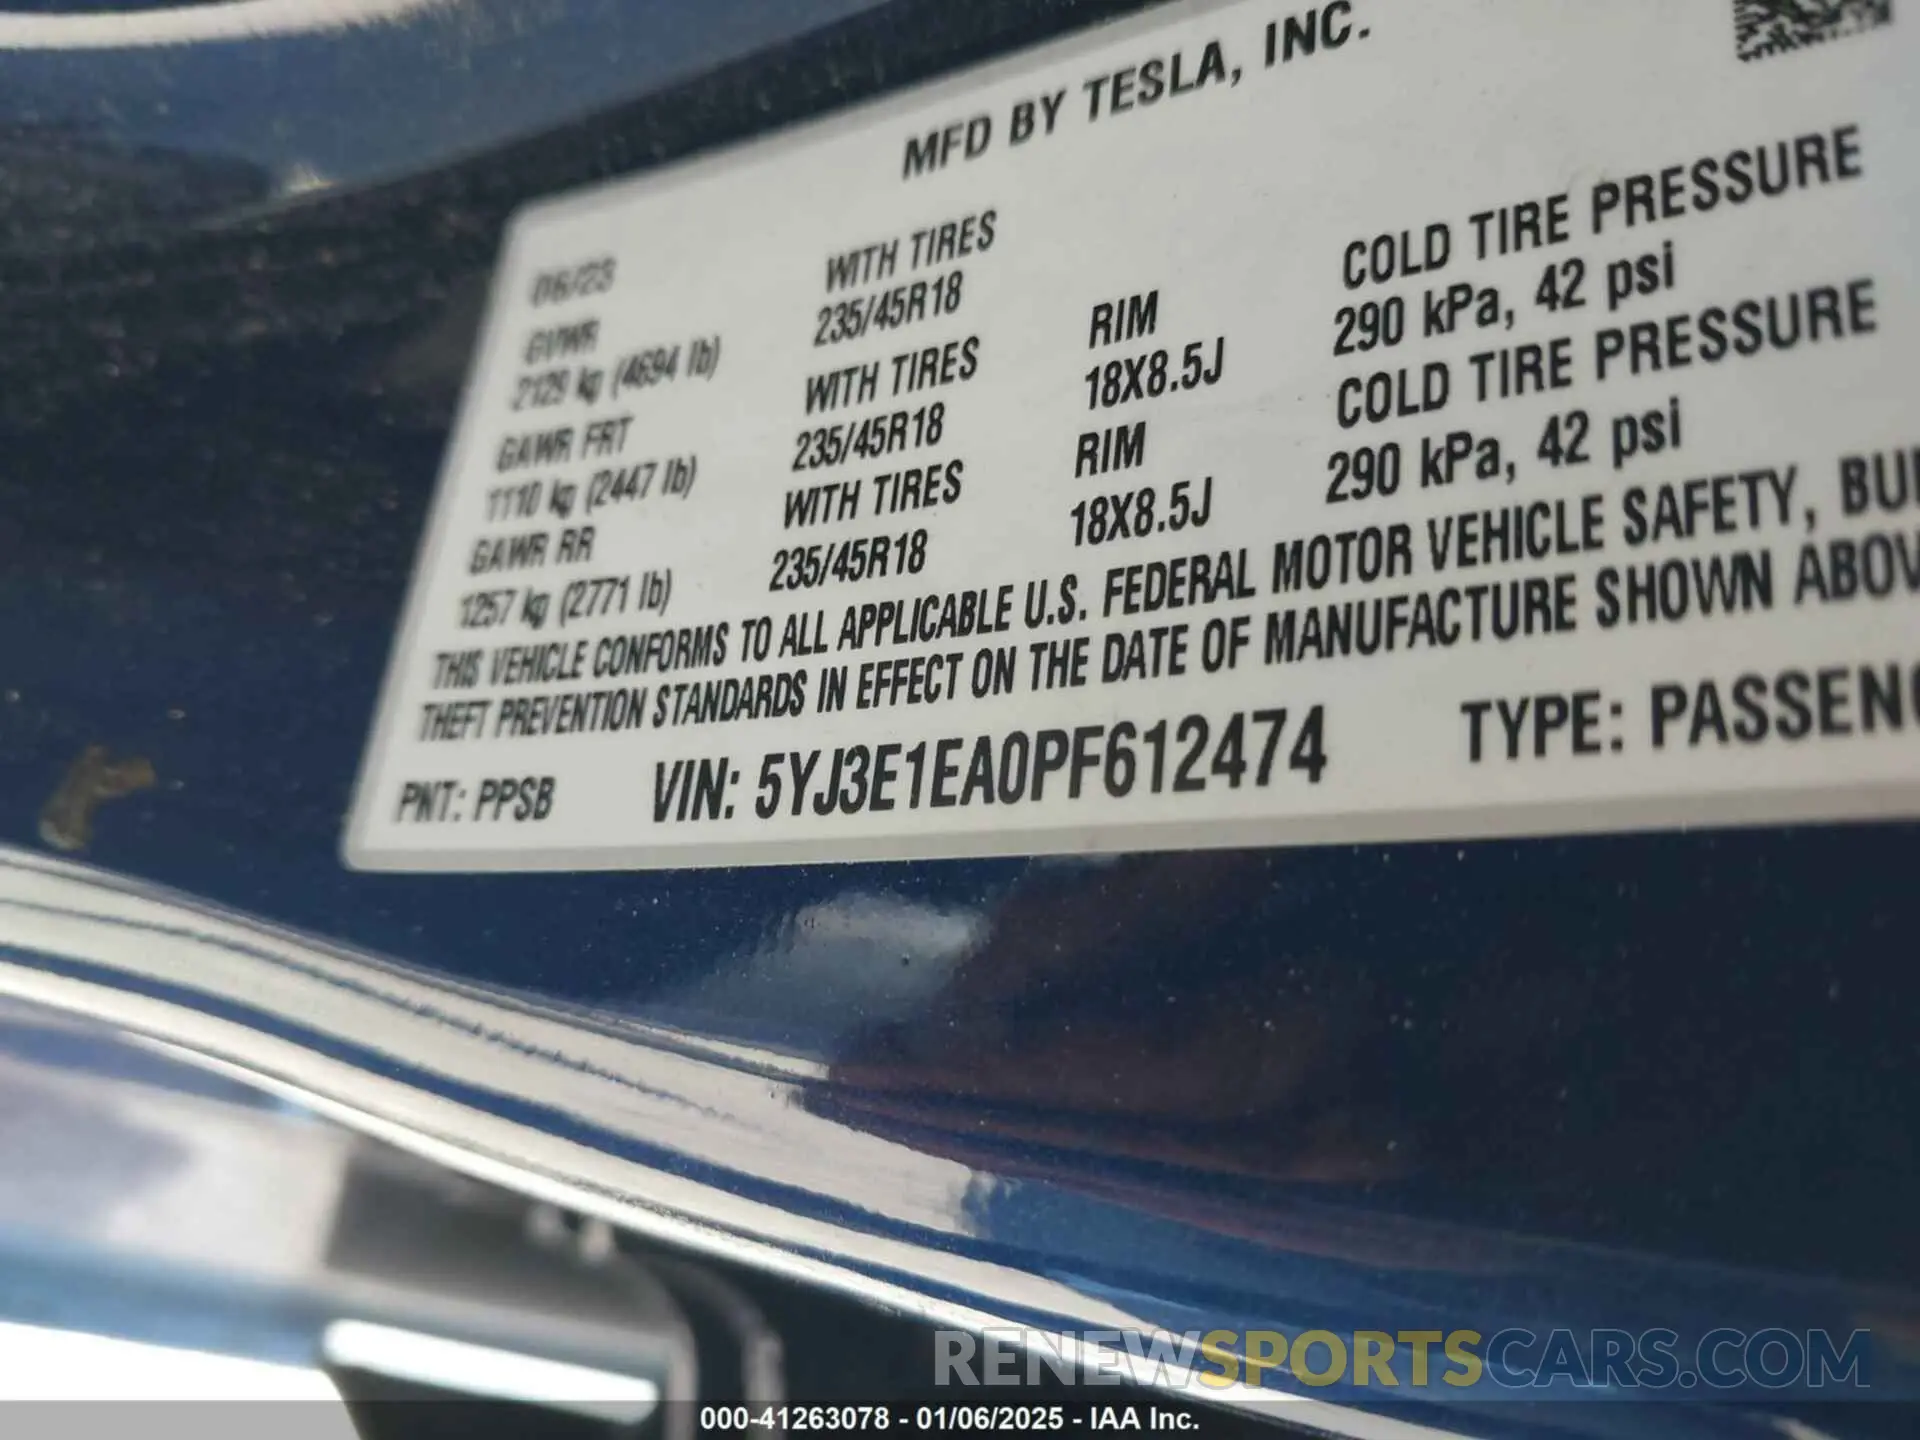 MFD BY TESLA, INC.
06/23
GVWR
2129 kg (4694 lb)
GAWR FRT
1110 kg (2447 lb)
GAWR RR
1257 kg (2771 lb)
WITH TIRES
235/45R18
WITH TIRES
235/45R18
WITH TIRES
235/45R18
RIM
18X8.5J
RIM
18X8.5J
COLD TIRE PRESSURE
290 kPa, 42 psi
COLD TIRE PRESSURE
290 kPa, 42 psi
THIS VEHICLE CONFORMS TO ALL APPLICABLE U.S. FEDERAL MOTOR VEHICLE SAFETY, BU
THEFT PREVENTION STANDARDS IN EFFECT ON THE DATE OF MANUFACTURE SHOWN ABOV
PNT: PPSB VIN: 5YJ3E1EA0PF612474 TYPE: PASSENG
RENEWSPORTSCARS.COM
000-41263078 - 01/06/2025 - IAA Inc.